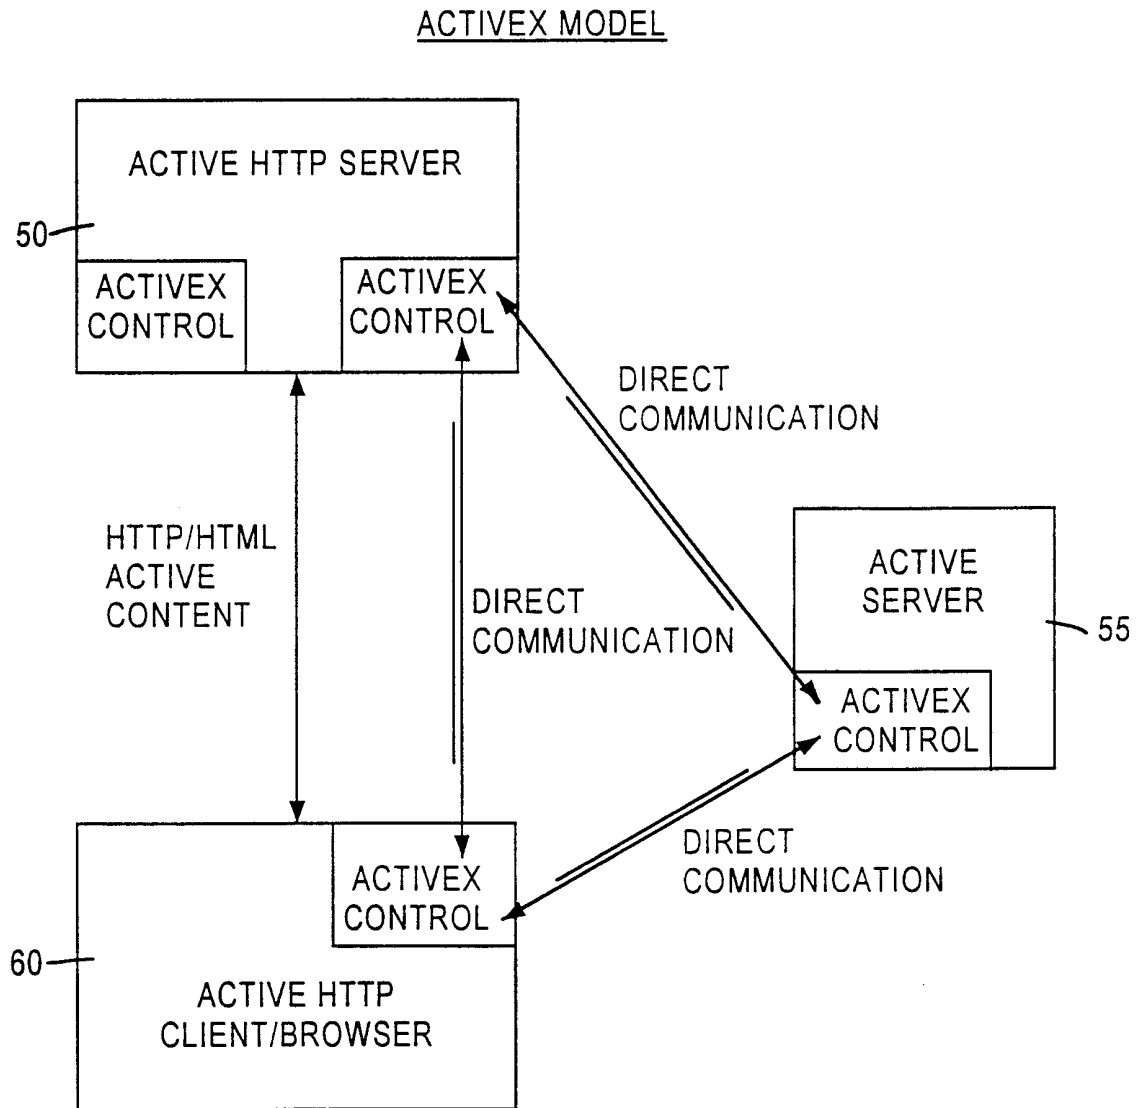 ACTIVEX MODEL
ACTIVE HTTP SERVER
50
ACTIVEX
CONTROL
ACTIVEX
CONTROL
DIRECT
COMMUNICATION
HTTP/HTML
ACTIVE
CONTENT
DIRECT
COMMUNICATION
ACTIVE
SERVER
55
ACTIVEX
CONTROL
DIRECT
COMMUNICATION
ACTIVEX
CONTROL
60
ACTIVE HTTP
CLIENT/BROWSER